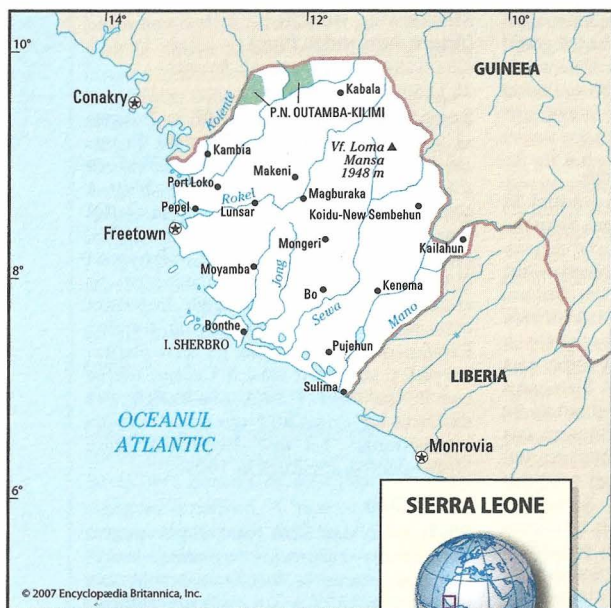 14°
12°
10°
10°
Conakry
GUINEEA
Kabala
Kolenté
P.N. OUTAMBA-KILIMI
Kambia
Vf. Loma
Mansa
1948 m
Makeni
Port Loko
Rokel
Magburaka
Pepel
Lunsar
Koidu-New Sembehun
Freetown
Mongeri
Kailahun
8°
Moyamba
Jong
Bo
Kenema
Sewa
Mano
Bonthe
I. SHERBRO
Pujehun
Sulima
LIBERIA
OCEANUL
ATLANTIC
Monrovia
6°
SIERRA LEONE
© 2007 Encyclopædia Britannica, Inc.